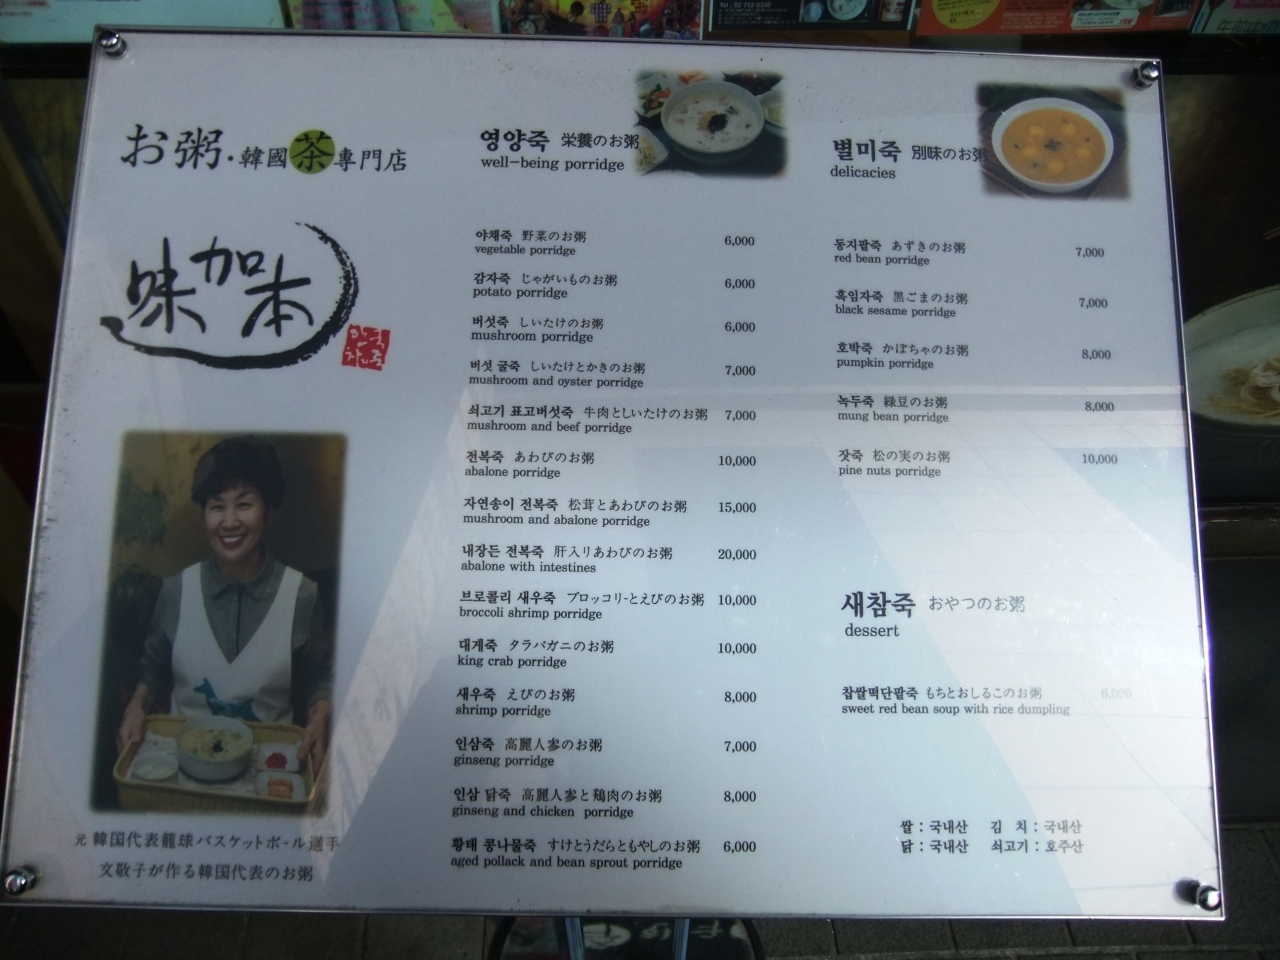 Tel : 02 752 0330
お粥・韓國茶専門店
味加本
영양죽 栄養のお粥
well-being porridge
야채죽 野菜のお粥 6,000
vegetable porridge
감자죽 じゃがいものお粥 6,000
potato porridge
버섯죽 しいたけのお粥 6,000
mushroom porridge
버섯 굴죽 しいたけとかきのお粥 7,000
mushroom and oyster porridge
쇠고기 표고버섯죽 牛肉としいたけのお粥 7,000
mushroom and beef porridge
전복죽 あわびのお粥 10,000
abalone porridge
자연송이 전복죽 松茸とあわびのお粥 15,000
mushroom and abalone porridge
내장든 전복죽 肝入りあわびのお粥 20,000
abalone with intestines
브로콜리 새우죽 ブロッコリ-とえびのお粥 10,000
broccoli shrimp porridge
대게죽 タラバガニのお粥 10,000
king crab porridge
새우죽 えびのお粥 8,000
shrimp porridge
인삼죽 高麗人参のお粥 7,000
ginseng porridge
인삼 닭죽 高麗人参と鶏肉のお粥 8,000
ginseng and chicken porridge
황태 콩나물죽 すけとうだらともやしのお粥 6,000
aged pollack and bean sprout porridge
별미죽 別味のお粥
delicacies
동지팥죽 あずきのお粥 7,000
red bean porridge
흑임자죽 黒ごまのお粥 7,000
black sesame porridge
호박죽 かぼちゃのお粥 8,000
pumpkin porridge
녹두죽 緑豆のお粥 8,000
mung bean porridge
잣죽 松の実のお粥 10,000
pine nuts porridge
새참죽 おやつのお粥
dessert
찹쌀떡단팥죽 もちとおしるこのお粥 6,000
sweet red bean soup with rice dumpling
쌀 : 국내산 김 치 : 국내산
닭 : 국내산 쇠고기 : 호주산
元 韓国代表籠球バスケットボール選手
文敬子が作る韓国代表のお粥